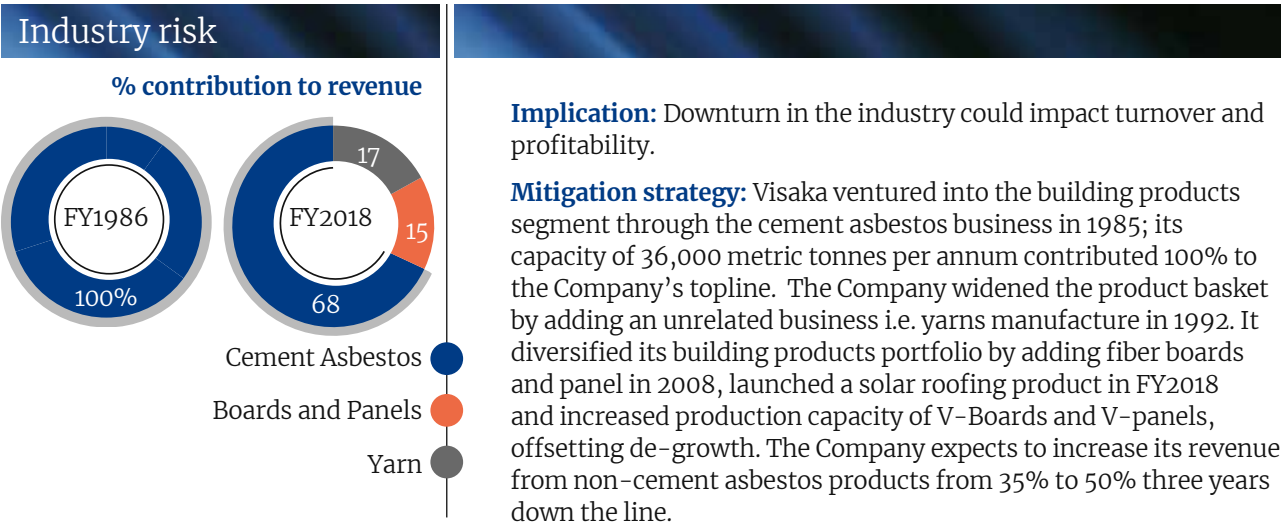 Industry risk
% contribution to revenue
FY1986
100%
FY2018
17
15
68
Cement Asbestos
Boards and Panels
Yarn
Implication: Downturn in the industry could impact turnover and
profitability.
Mitigation strategy: Visaka ventured into the building products
segment through the cement asbestos business in 1985; its
capacity of 36,000 metric tonnes per annum contributed 100% to
the Company’s topline.  The Company widened the product basket
by adding an unrelated business i.e. yarns manufacture in 1992. It
diversified its building products portfolio by adding fiber boards
and panel in 2008, launched a solar roofing product in FY2018
and increased production capacity of V-Boards and V-panels,
offsetting de-growth. The Company expects to increase its revenue
from non-cement asbestos products from 35% to 50% three years
down the line.